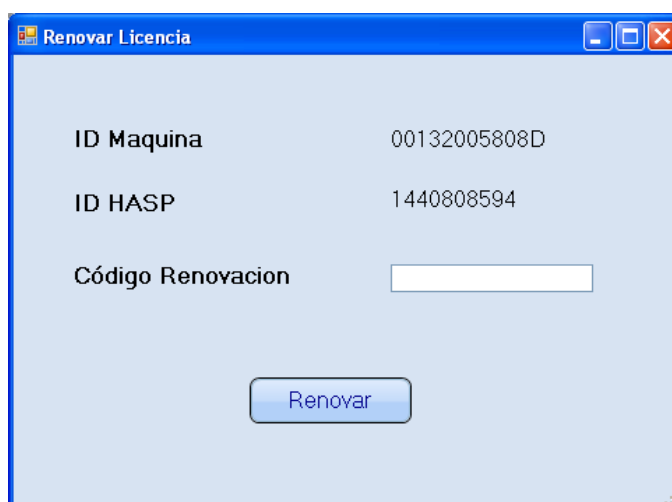 Renovar Licencia
ID Maquina 00132005808D
ID HASP 1440808594
Código Renovacion
Renovar